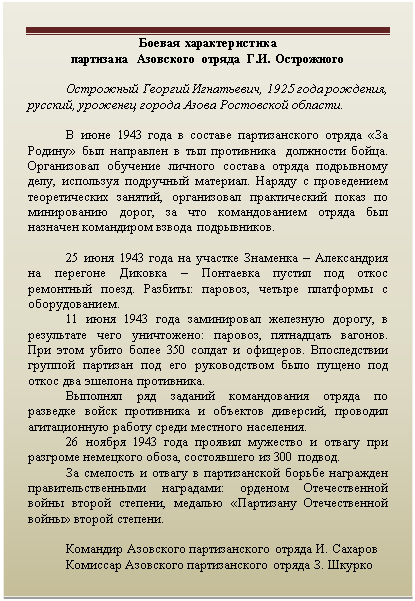 Боевая характеристика
партизана Азовского отряда Г.И. Острожного
Острожный Георгий Игнатьевич, 1925 года рождения,
русский, уроженец города Азова Ростовской области.
В июне 1943 года в составе партизанского отряда «За
Родину» был направлен в тыл противника должности бойца.
Организовал обучение личного состава отряда подрывному
делу, используя подручный материал. Наряду с проведением
теоретических занятий, организовал практический показ по
минированию дорог, за что командованием отряда был
назначен командиром взвода подрывников.
25 июня 1943 года на участке Знаменка – Александрия
на перегоне Диковка – Понтаевка пустил под откос
ремонтный поезд. Разбиты: паровоз, четыре платформы с
оборудованием.
11 июня 1943 года заминировал железную дорогу, в
результате чего уничтожено: паровоз, пятнадцать вагонов.
При этом убито более 350 солдат и офицеров. Впоследствии
группой партизан под его руководством было пущено под
откос два эшелона противника.
Выполнял ряд заданий командования отряда по
разведке войск противника и объектов диверсий, проводил
агитационную работу среди местного населения.
26 ноября 1943 года проявил мужество и отвагу при
разгроме немецкого обоза, состоявшего из 300 подвод.
За смелость и отвагу в партизанской борьбе награжден
правительственными наградами: орденом Отечественной
войны второй степени, медалью «Партизану Отечественной
войны» второй степени.
Командир Азовского партизанского отряда И. Сахаров
Комиссар Азовского партизанского отряда З. Шкурко